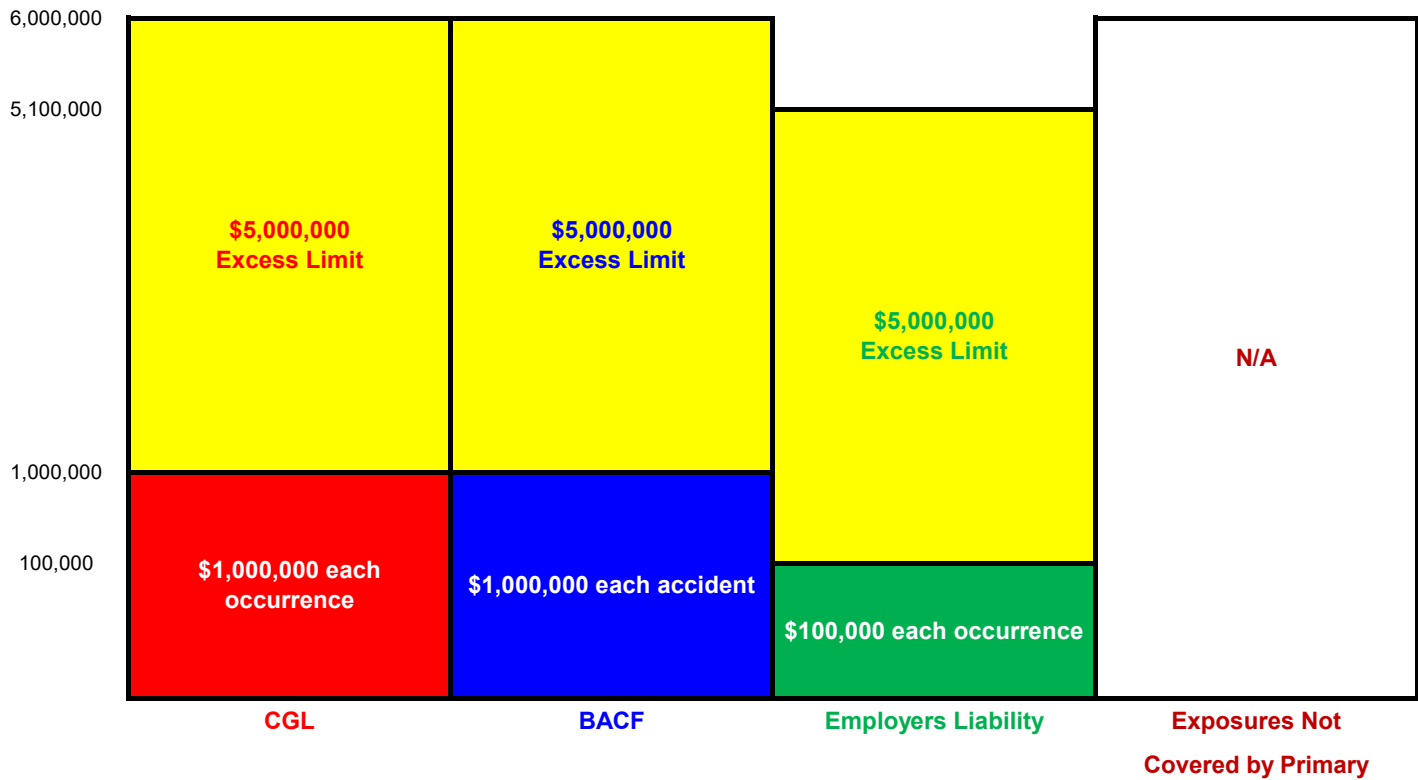 6,000,000
5,100,000
$5,000,000
Excess Limit
$5,000,000
Excess Limit
$5,000,000
Excess Limit
N/A
1,000,000
100,000
$1,000,000 each
occurrence
$1,000,000 each accident
$100,000 each occurrence
CGL
BACF
Employers Liability
Exposures Not
Covered by Primary